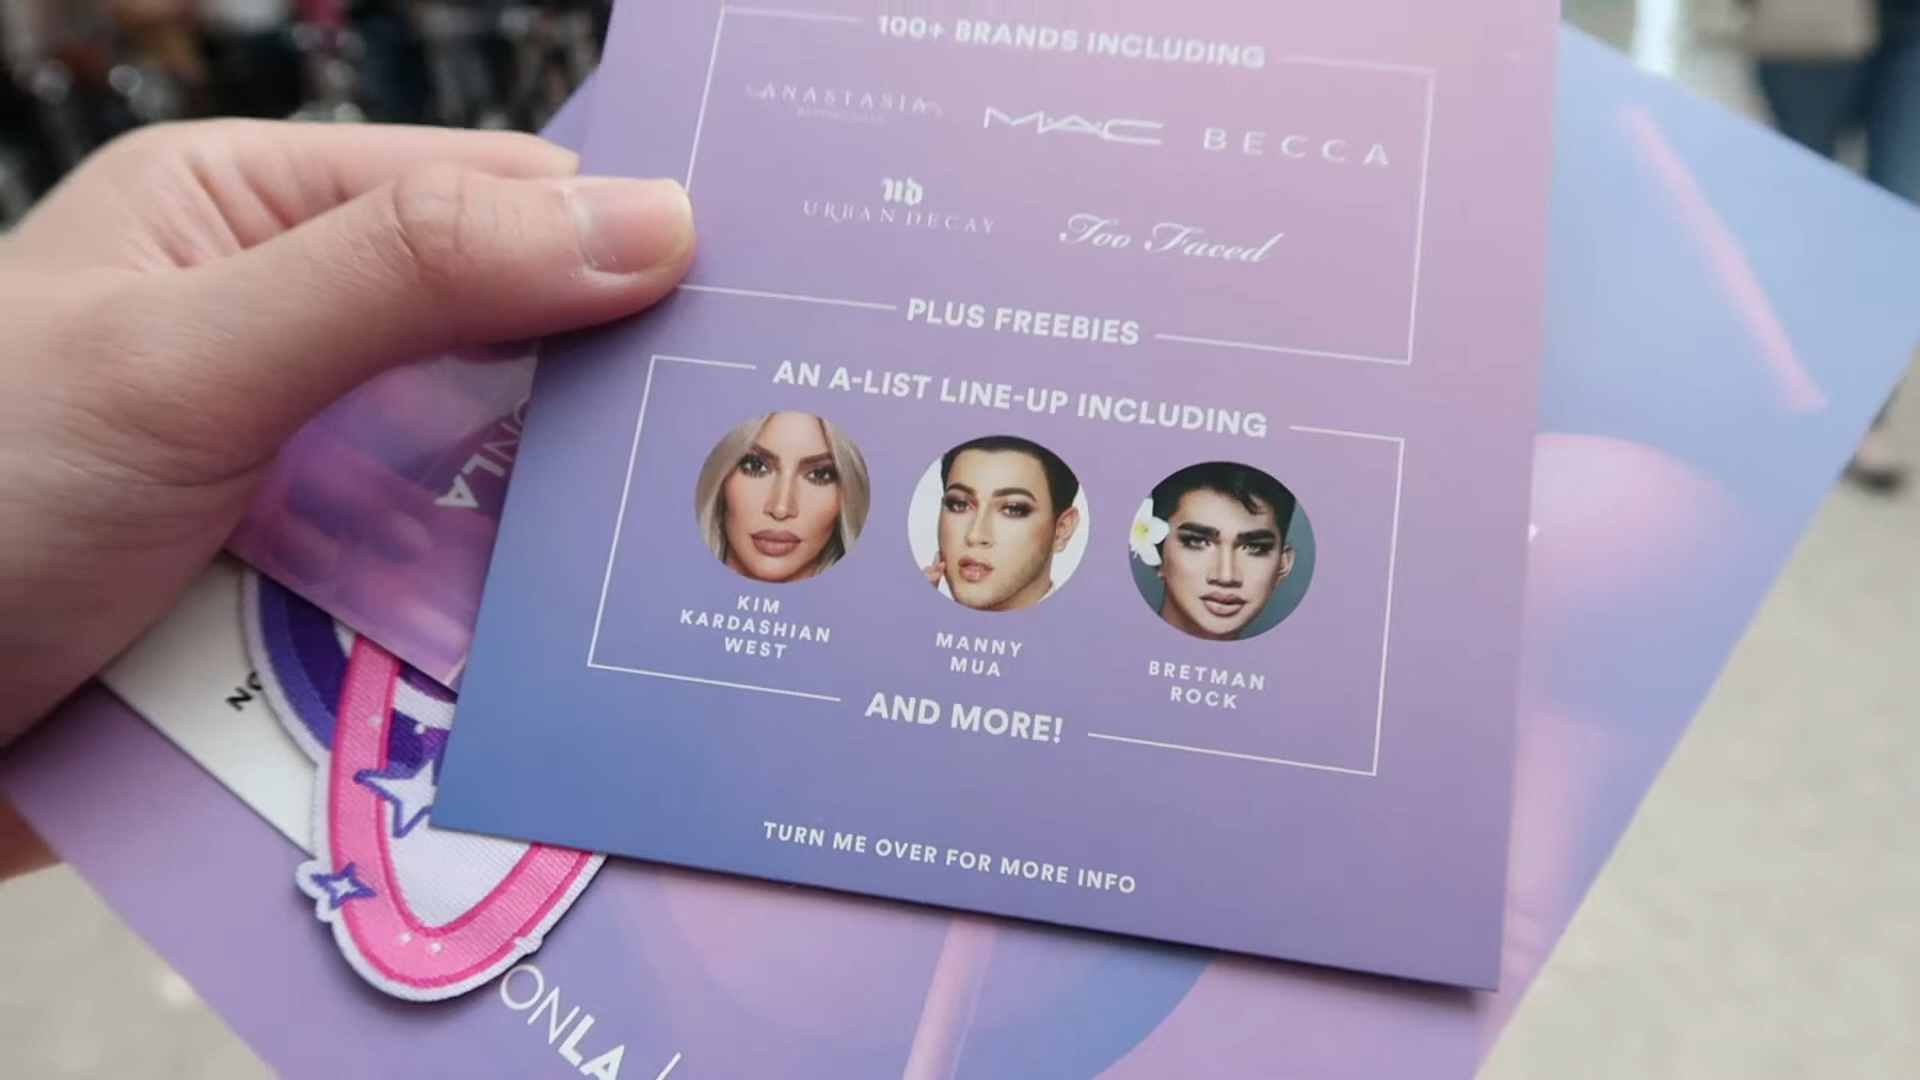 100+ BRANDS INCLUDING
ANASTASIA
MAC BECCA
UD
URBAN DECAY
Too Faced
PLUS FREEBIES
AN A-LIST LINE-UP INCLUDING
KIM
KARDASHIAN
WEST
MANNY
MUA
BRETMAN
ROCK
AND MORE!
TURN ME OVER FOR MORE INFO
ONLA
ONLA
N